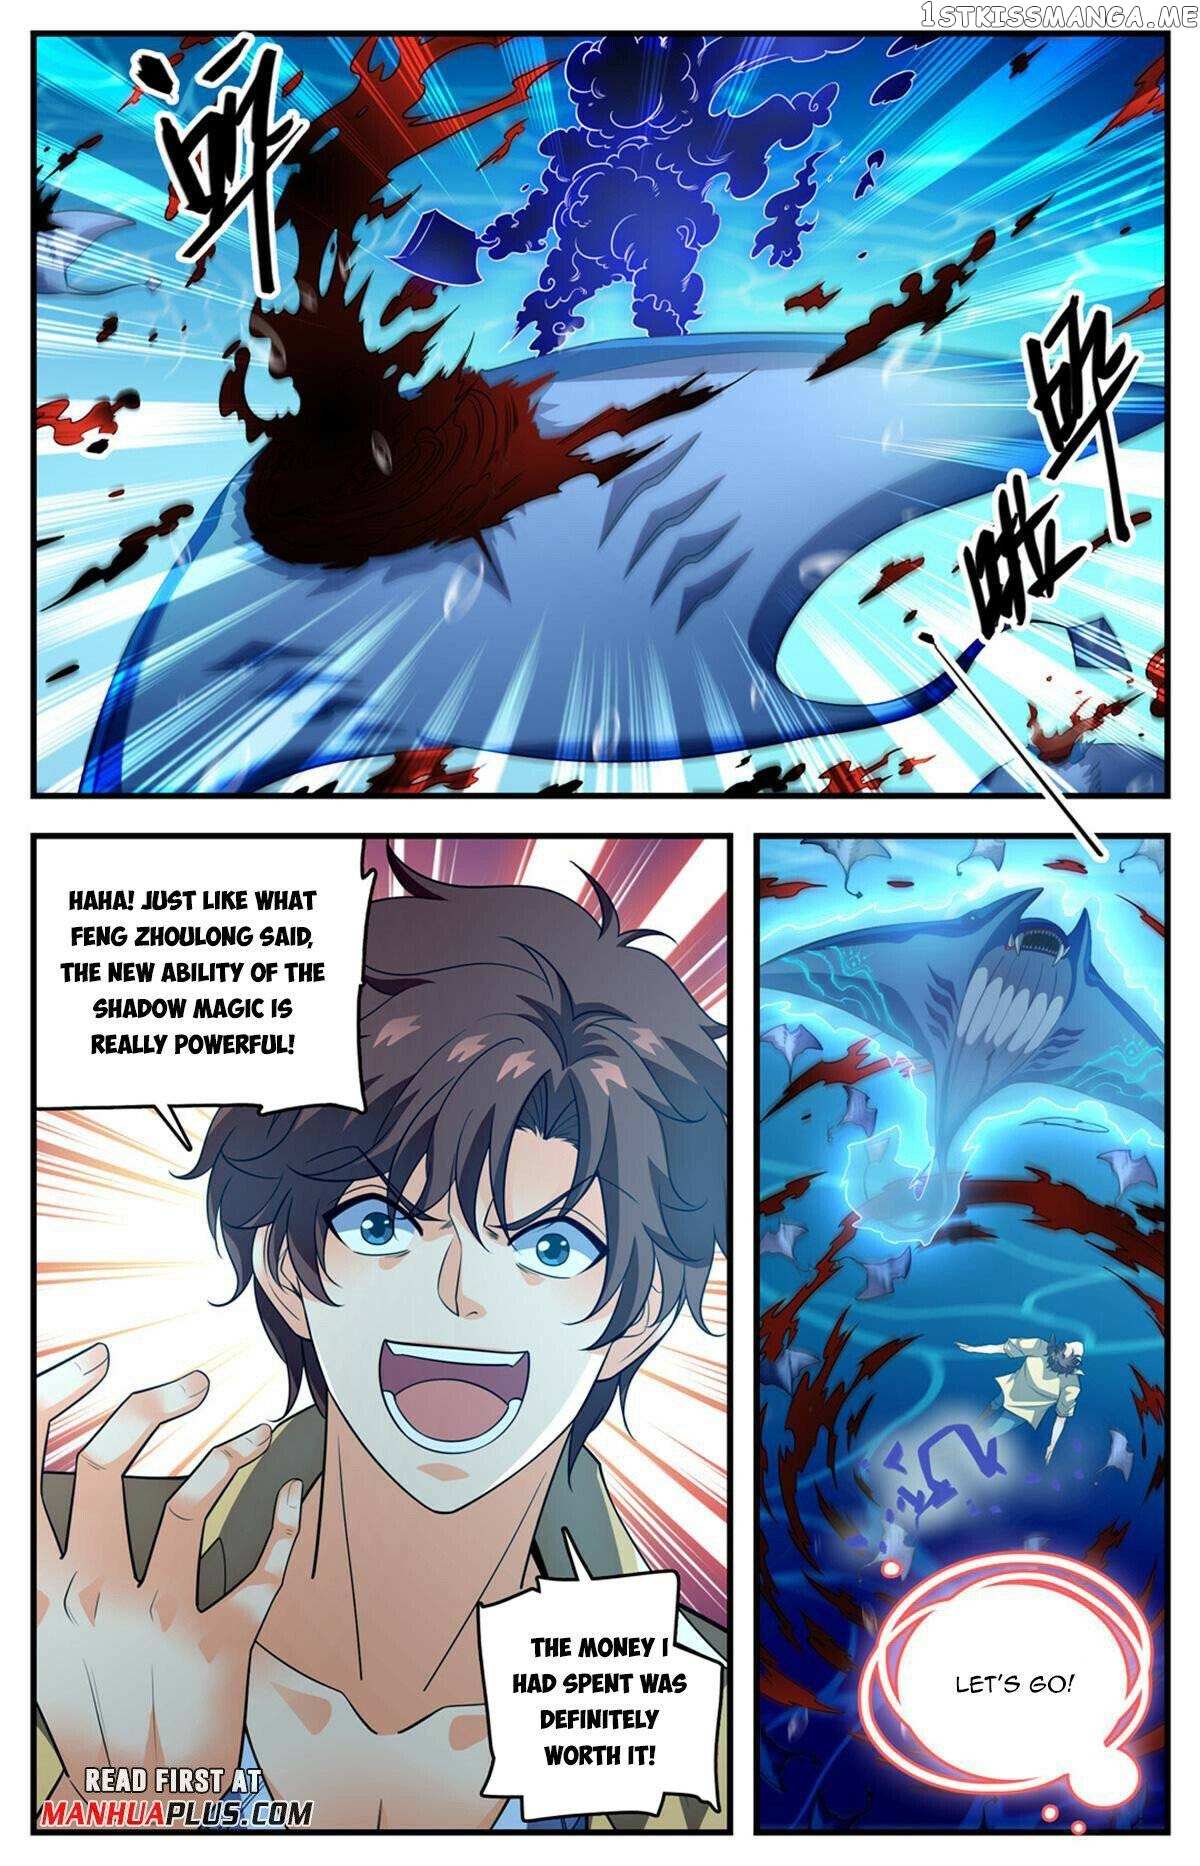 1STKISSMANGA.ME
HAHA! JUST LIKE WHAT
FENG ZHOULONG SAID,
THE NEW ABILITY OF THE
SHADOW MAGIC IS
REALLY POWERFUL!
THE MONEY I
HAD SPENT WAS
DEFINITELY
WORTH IT!
LET'S GO!
READ FIRST AT
MANHUAPLUS.COM